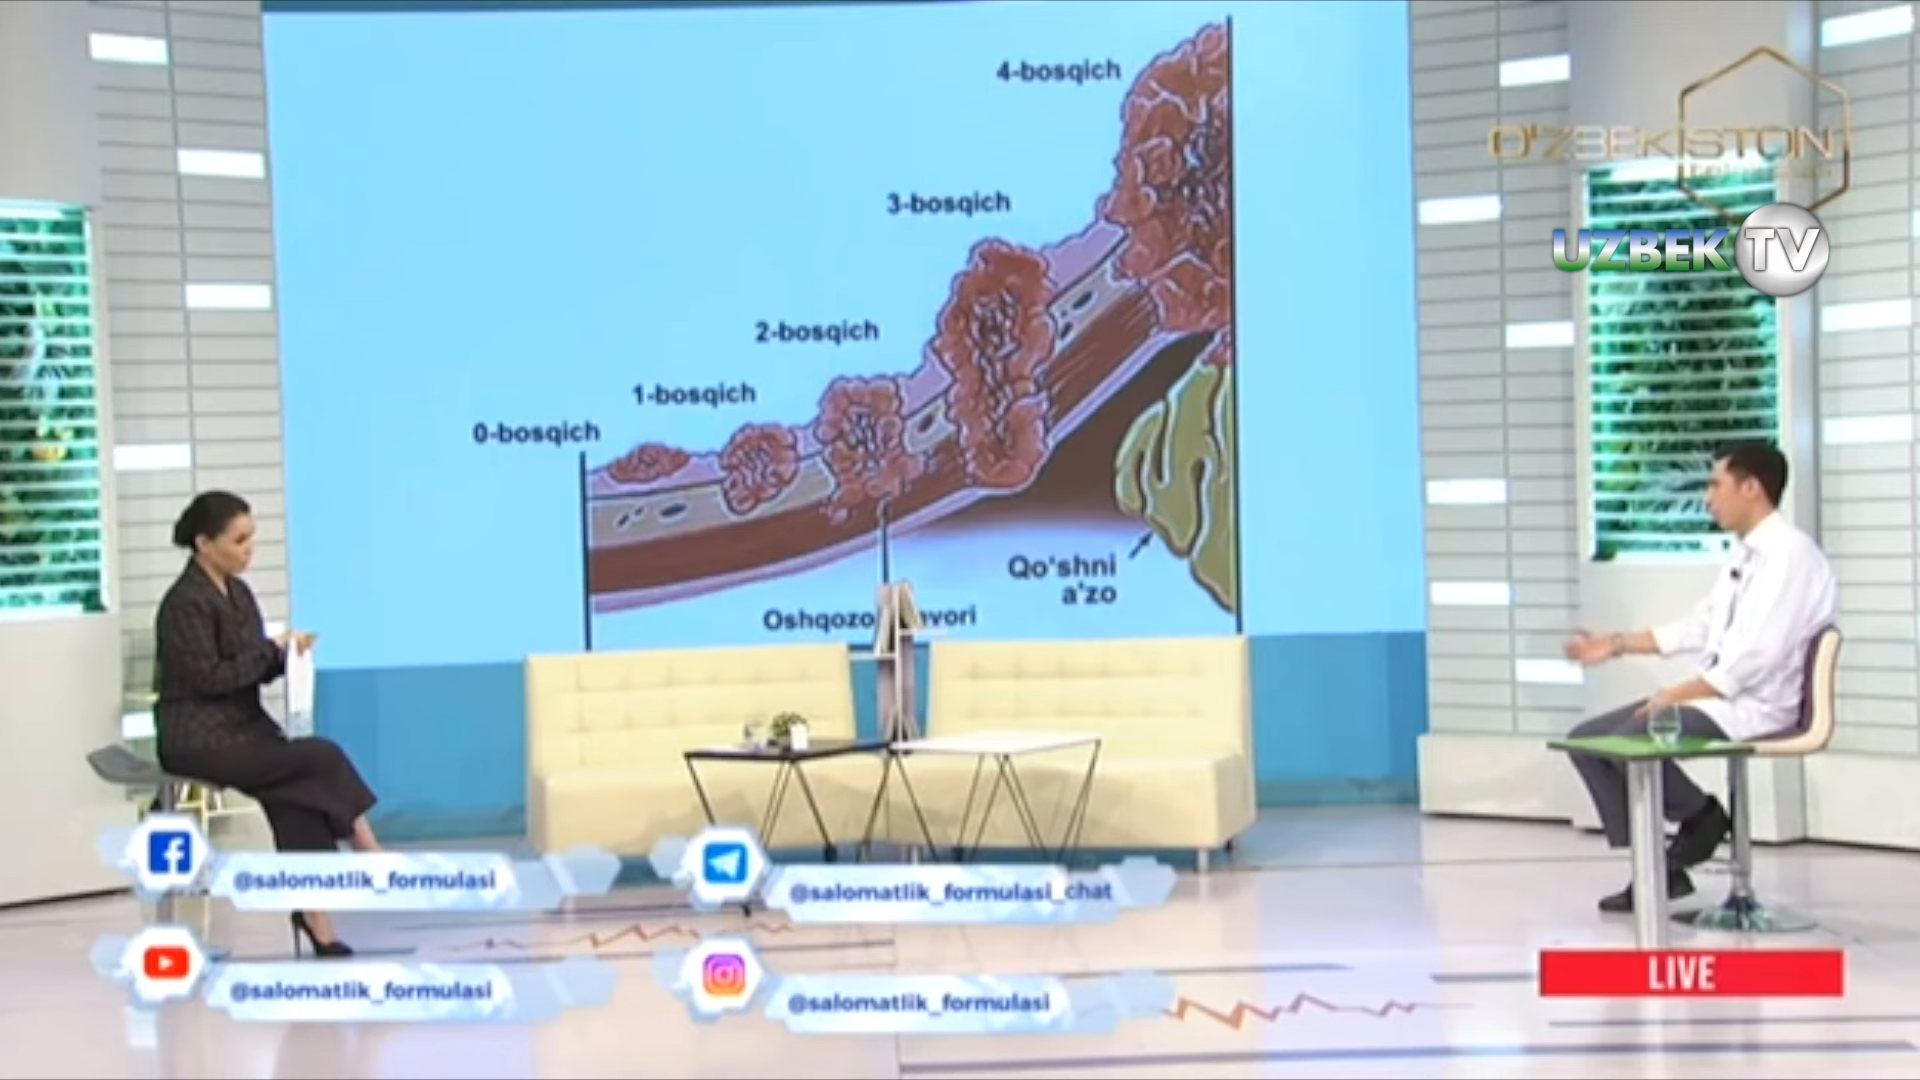 4-bosqich
O'ZBEKISTON
3-bosqich
UZBEK TV
2-bosqich
1-bosqich
0-bosqich
Qo'shni
a'zo
@salomatlik_formulasi
@salomatlik_formulasi_chat
@salomatlik_formulasi
@salomatlik_formulasi
LIVE